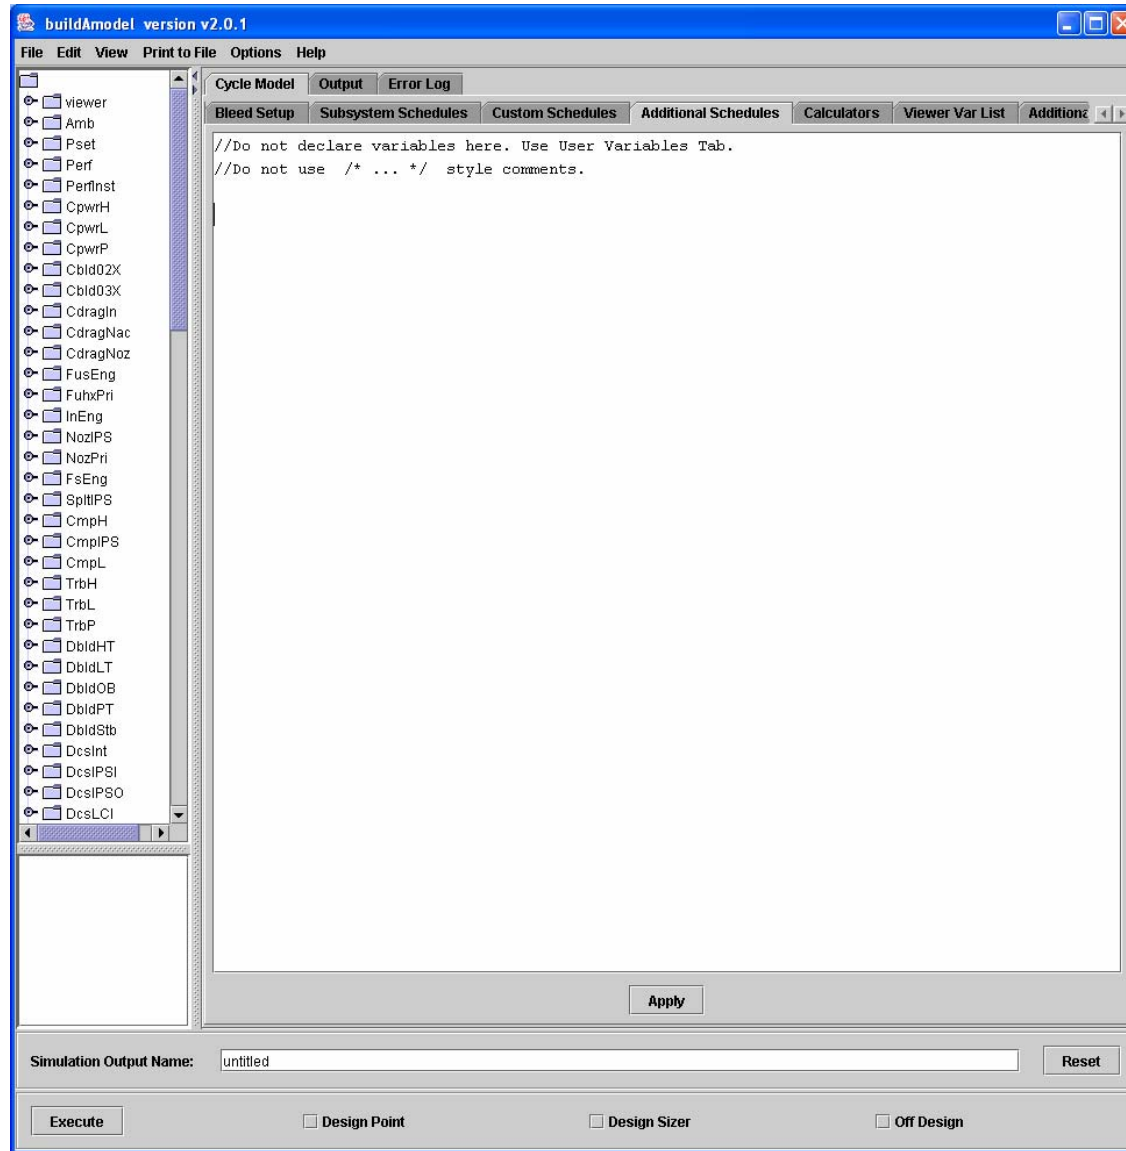 buildAmodel version v2.0.1
File Edit View Print to File Options Help
viewer
Amb
Pset
Perf
PerfInst
CpwrH
CpwrL
CpwrP
Cbld02X
Cbld03X
CdragIn
CdragNac
CdragNoz
FusEng
FuhxPri
InEng
NozIPS
NozPri
FsEng
SpltIPS
CmpH
CmpIPS
CmpL
TrbH
TrbL
TrbP
DbldHT
DbldLT
DbldOB
DbldPT
DbldStb
DcsInt
DcsIPSI
DcsIPSO
DcsLCI
Cycle Model Output Error Log
Bleed Setup Subsystem Schedules Custom Schedules Additional Schedules Calculators Viewer Var List Additiona
//Do not declare variables here. Use User Variables Tab.
//Do not use /* ... */ style comments.
Apply
Simulation Output Name: untitled Reset
Execute Design Point Design Sizer Off Design